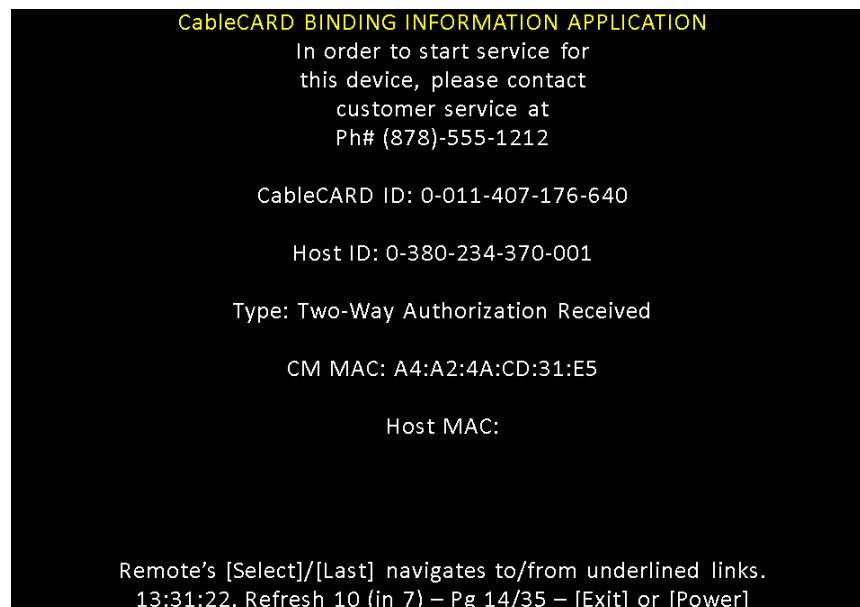 CableCARD BINDING INFORMATION APPLICATION
In order to start service for
this device, please contact
customer service at
Ph# (878)-555-1212
CableCARD ID: 0-011-407-176-640
Host ID: 0-380-234-370-001
Type: Two-Way Authorization Received
CM MAC: A4:A2:4A:CD:31:E5
Host MAC:
Remote's [Select]/[Last] navigates to/from underlined links.
13:31:22, Refresh 10 (in 7) – Pg 14/35 – [Exit] or [Power]